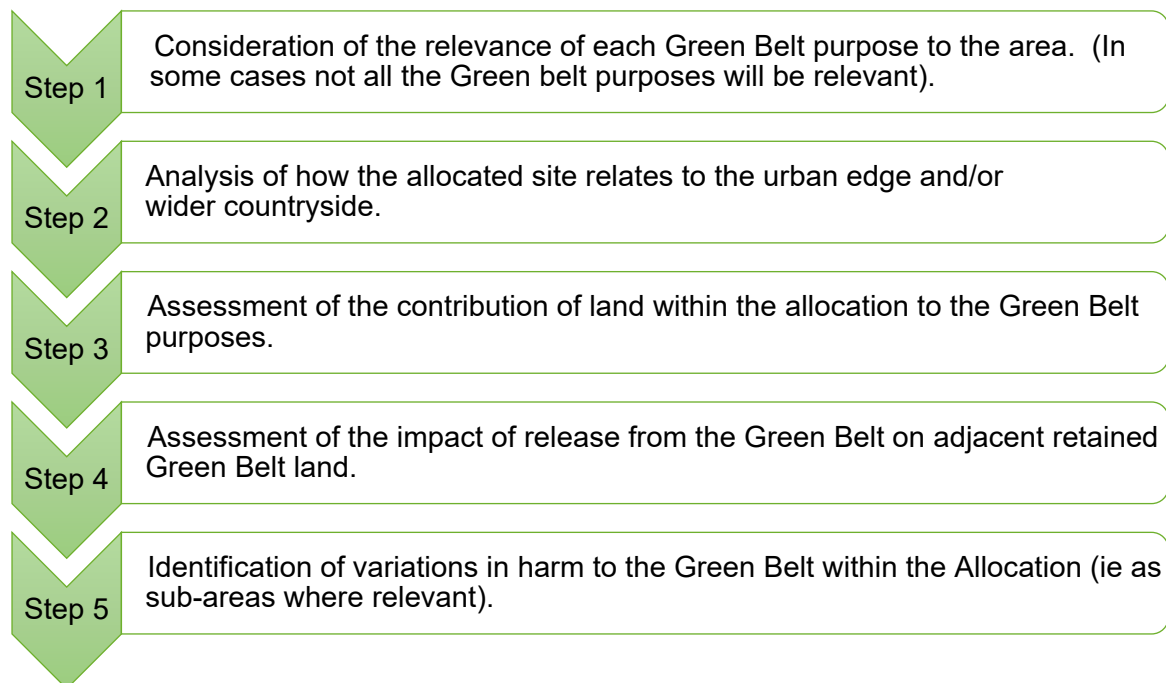 Step 1
Consideration of the relevance of each Green Belt purpose to the area.  (In
some cases not all the Green belt purposes will be relevant).
Step 2
Analysis of how the allocated site relates to the urban edge and/or
wider countryside.
Step 3
Assessment of the contribution of land within the allocation to the Green Belt
purposes.
Step 4
Assessment of the impact of release from the Green Belt on adjacent retained
Green Belt land.
Step 5
Identification of variations in harm to the Green Belt within the Allocation (ie as
sub-areas where relevant).